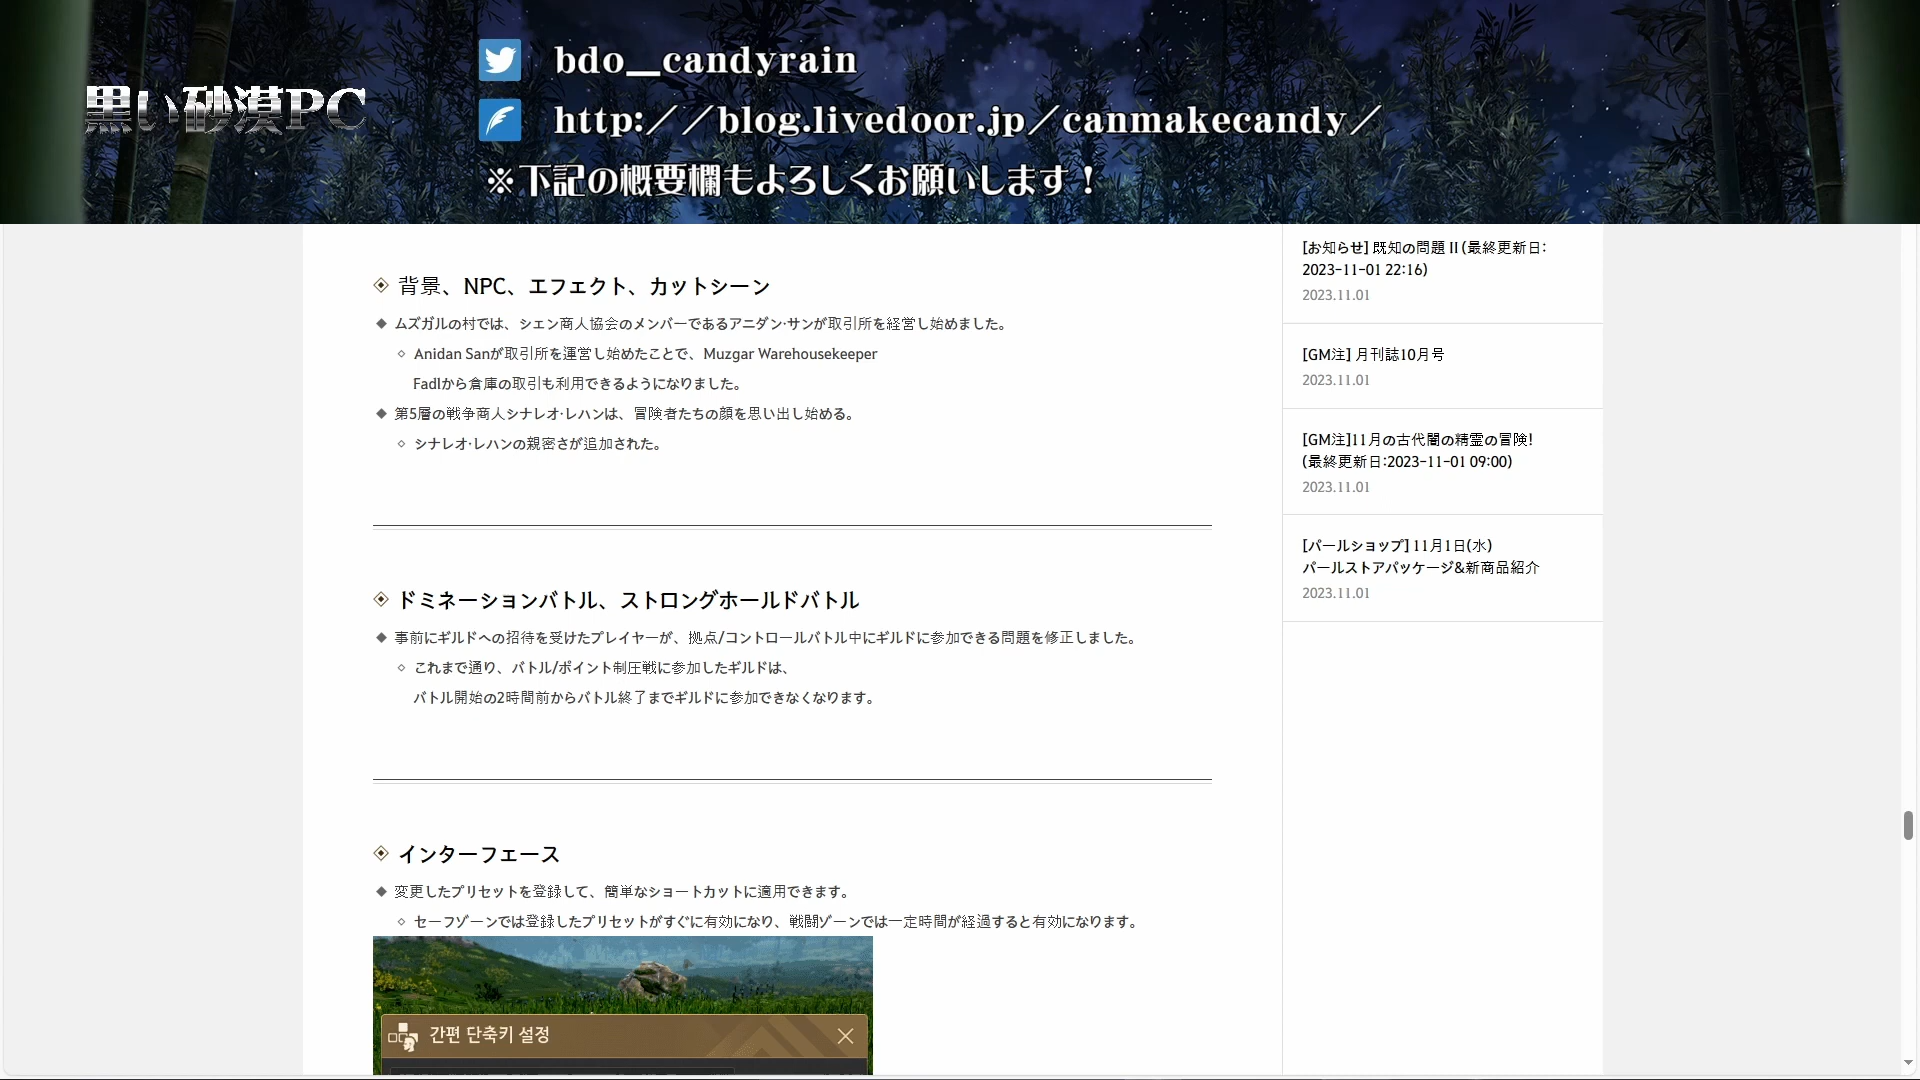 黒い砂漠PC
bdo__candyrain
http://blog.livedoor.jp/canmakecandy/
※下記の概要欄もよろしくお願いします！
背景、NPC、エフェクト、カットシーン
ムズガルの村では、シェン商人協会のメンバーであるアニダン·サンが取引所を経営し始めました。
Anidan Sanが取引所を運営し始めたことで、Muzgar Warehousekeeper
Fadlから倉庫の取引も利用できるようになりました。
第5層の戦争商人シナレオ·レハンは、冒険者たちの顔を思い出し始める。
シナレオ·レハンの親密さが追加された。
ドミネーションバトル、ストロングホールドバトル
事前にギルドへの招待を受けたプレイヤーが、拠点/コントロールバトル中にギルドに参加できる問題を修正しました。
これまで通り、バトル/ポイント制圧戦に参加したギルドは、
バトル開始の2時間前からバトル終了までギルドに参加できなくなります。
インターフェース
変更したプリセットを登録して、簡単なショートカットに適用できます。
セーフゾーンでは登録したプリセットがすぐに有効になり、戦闘ゾーンでは一定時間が経過すると有効になります。
간편 단축키 설정
[お知らせ] 既知の問題 II (最終更新日:
2023-11-01 22:16)
2023.11.01
[GM注] 月刊誌10月号
2023.11.01
[GM注]11月の古代闇の精霊の冒険!
(最終更新日:2023-11-01 09:00)
2023.11.01
[パールショップ] 11月1日(水)
パールストアパッケージ&新商品紹介
2023.11.01